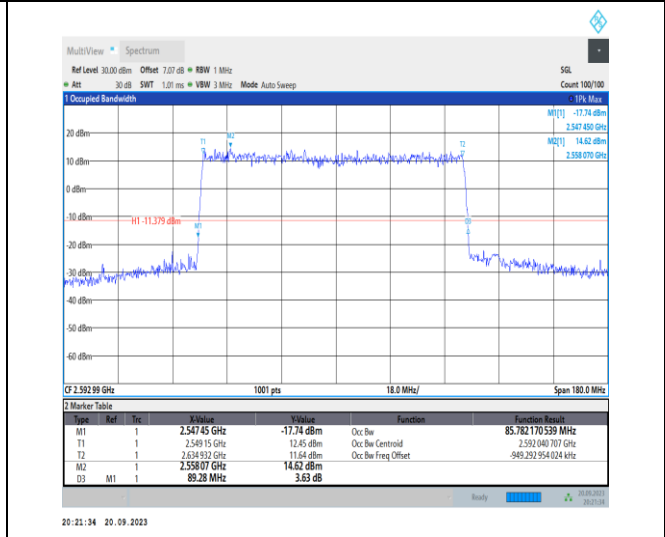 MultiView Spectrum
Ref Level 30.00 dBm Offset 7.07 dB RBW 1 MHz SGL
Att 30 dB SWT 1.01 ms VBW 3 MHz Mode Auto Sweep Count 100/100
1 Occupied Bandwidth 1Pk Max
M1[1] -17.74 dBm
2.547 450 GHz
M2[1] 14.62 dBm
2.558 070 GHz
20 dBm
T1
M2
T2
10 dBm
0 dBm
-10 dBm
H1 -11.379 dBm
M1
-20 dBm
-30 dBm
-40 dBm
-50 dBm
-60 dBm
CF 2.592 99 GHz 1001 pts 18.0 MHz/ Span 180.0 MHz
2 Marker Table
Type Ref Trc X-Value Y-Value Function Function Result
M1 1 2.547 45 GHz -17.74 dBm Occ Bw 85.782 170 539 MHz
T1 1 2.549 15 GHz 12.45 dBm Occ Bw Centroid 2.592 040 707 GHz
T2 1 2.634 932 GHz 11.64 dBm Occ Bw Freq Offset -949.292 954 024 kHz
M2 1 2.558 07 GHz 14.62 dBm
D3 M1 1 89.28 MHz 3.63 dB
Ready 20.09.2023
20:21:34
20:21:34 20.09.2023